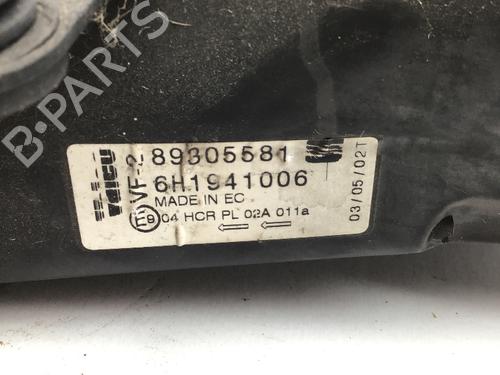 Valeo
VF-2
89305581
6H1941006
MADE IN EC
E9 04 HCR PL 02A 011a
03/05/02T
B-PARTS